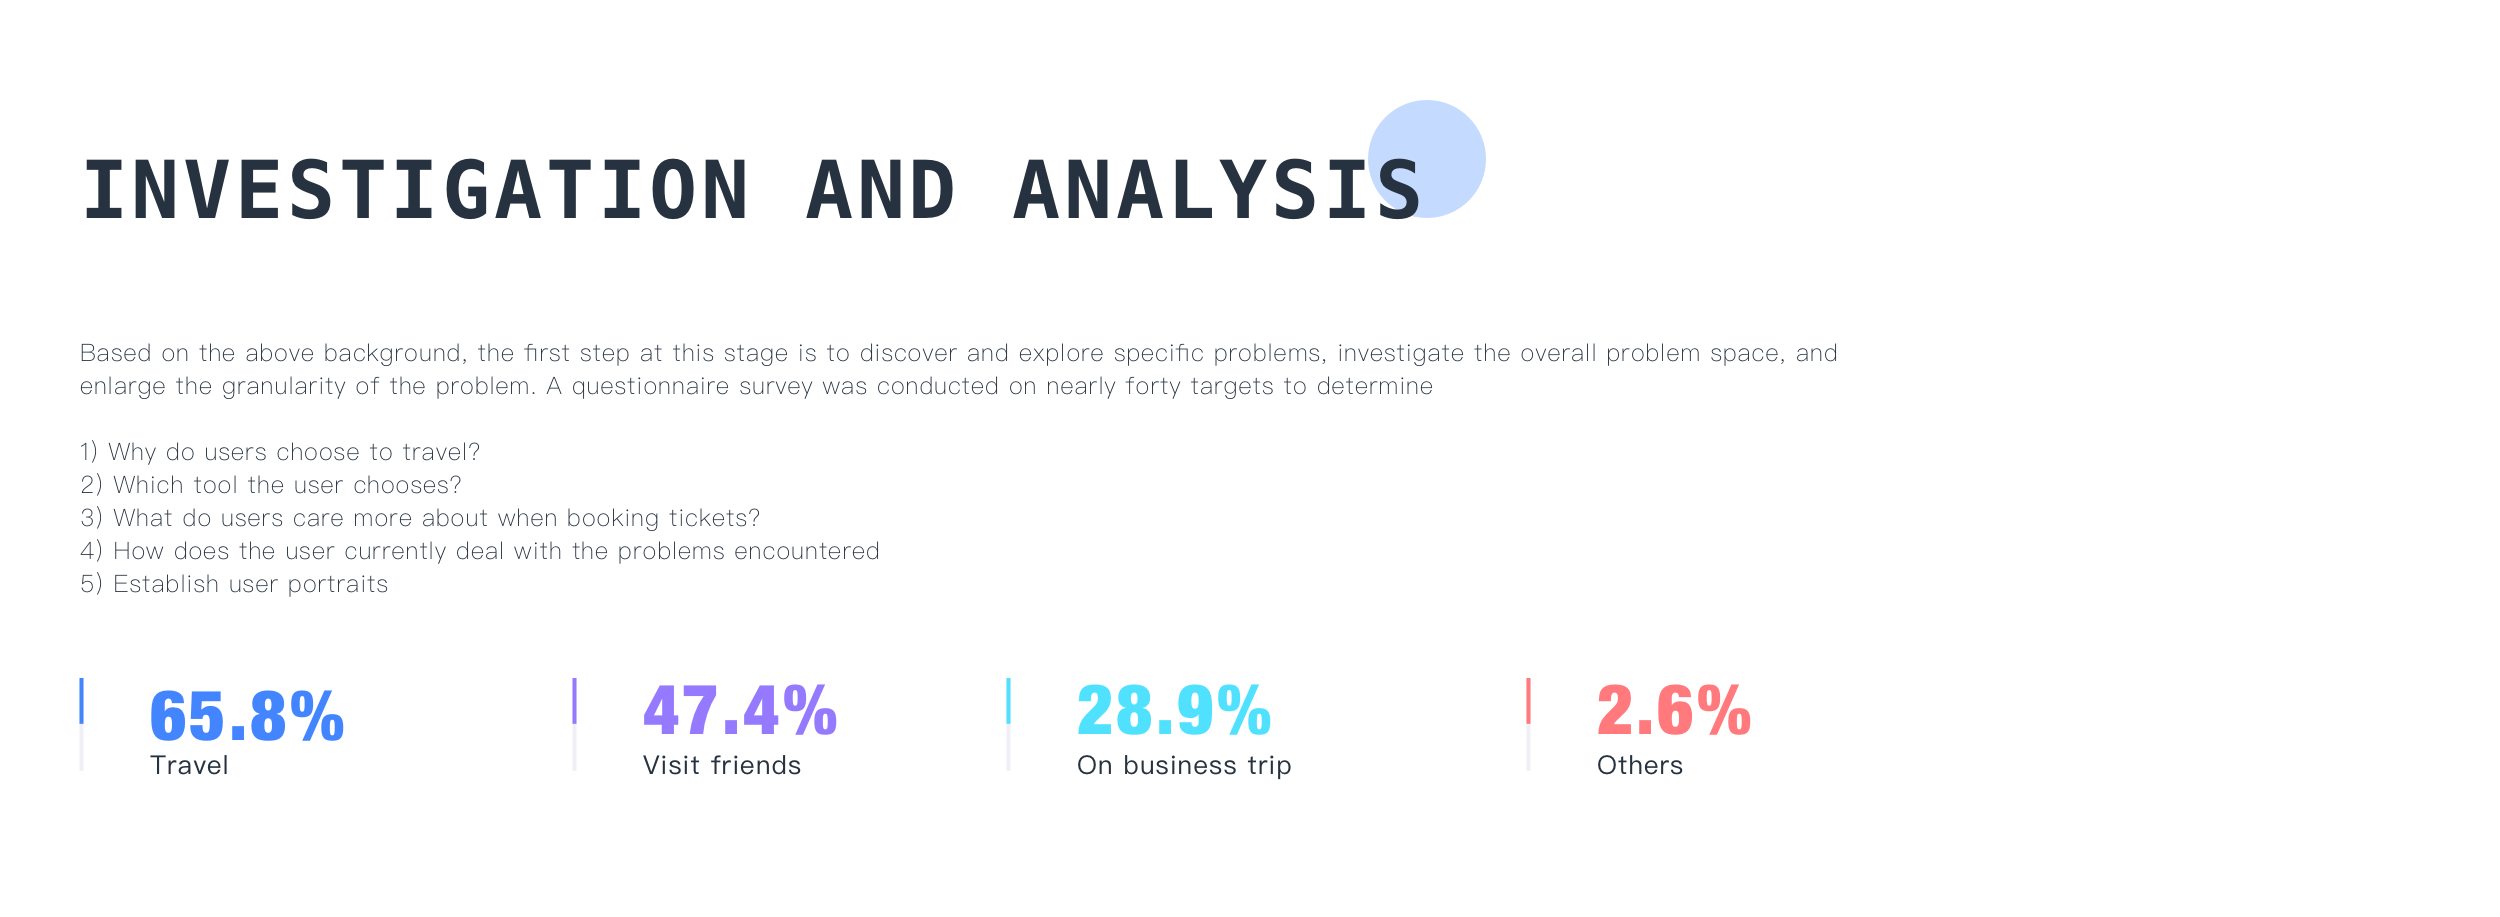 INVESTIGATION AND ANALYSIS
Based on the above background, the first step at this stage is to discover and explore specific problems, investigate the overall problem space, and
enlarge the granularity of the problem. A questionnaire survey was conducted on nearly forty targets to determine
1) Why do users choose to travel?
2) Which tool the user chooses?
3) What do users care more about when booking tickets?
4) How does the user currently deal with the problems encountered
5) Establish user portraits
65.8%
Travel
47.4%
Visit friends
28.9%
On business trip
2.6%
Others